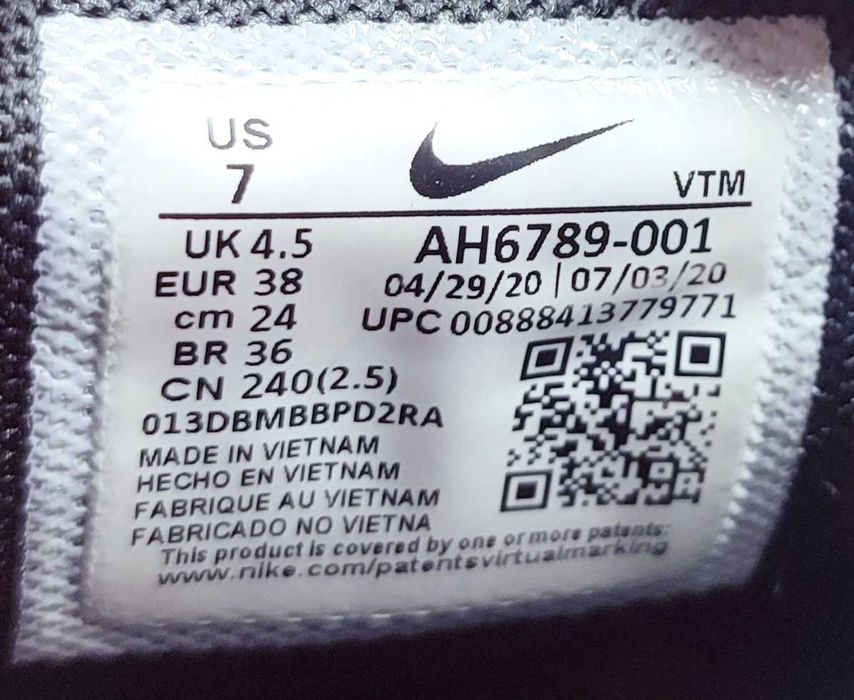 US
7
VTM
UK 4.5
EUR 38
cm 24
BR 36
CN 240(2.5)
AH6789-001
04/29/20 | 07/03/20
UPC 00888413779771
013DBMBBPD2RA
MADE IN VIETNAM
HECHO EN VIETNAM
FABRIQUE AU VIETNAM
FABRICADO NO VIETNA
This product is covered by one or more patents:
www.nike.com/patentsvirtualmarking